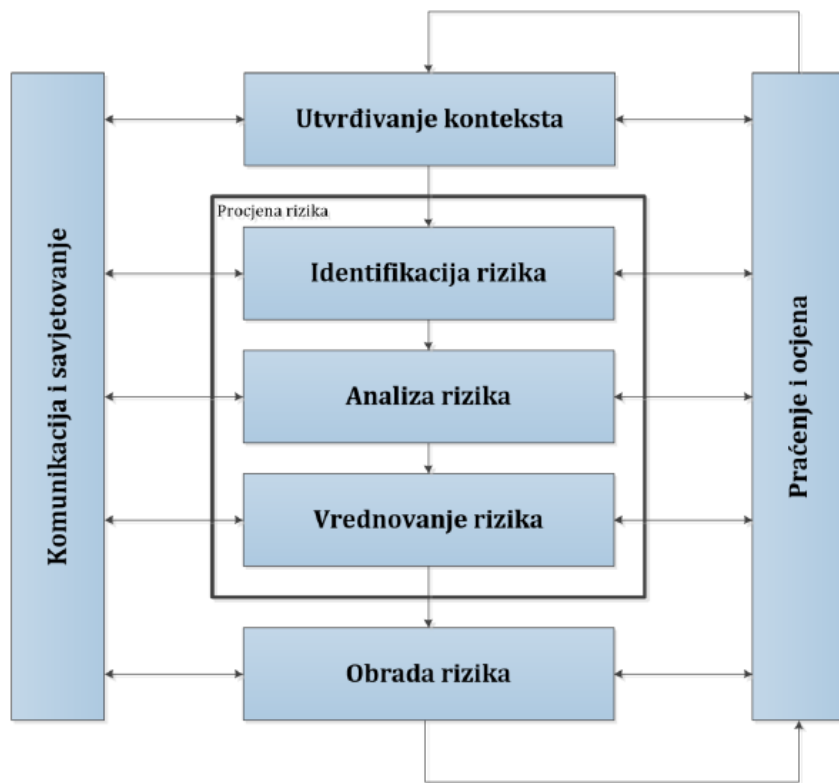 Utvrđivanje konteksta
Procjena rizika
Identifikacija rizika
Analiza rizika
Vrednovanje rizika
Obrada rizika
Komunikacija i savjetovanje
Praćenje i ocjena